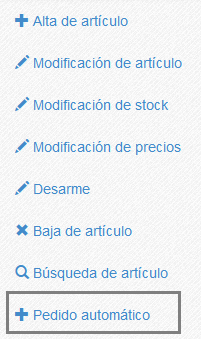 Alta de artículo
Modificación de artículo
Modificación de stock
Modificación de precios
Desarme
Baja de artículo
Búsqueda de artículo
Pedido automático